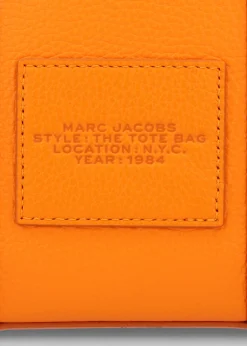 MARC JACOBS
STYLE: THE TOTE BAG
LOCATION: N.Y.C.
YEAR: 1984